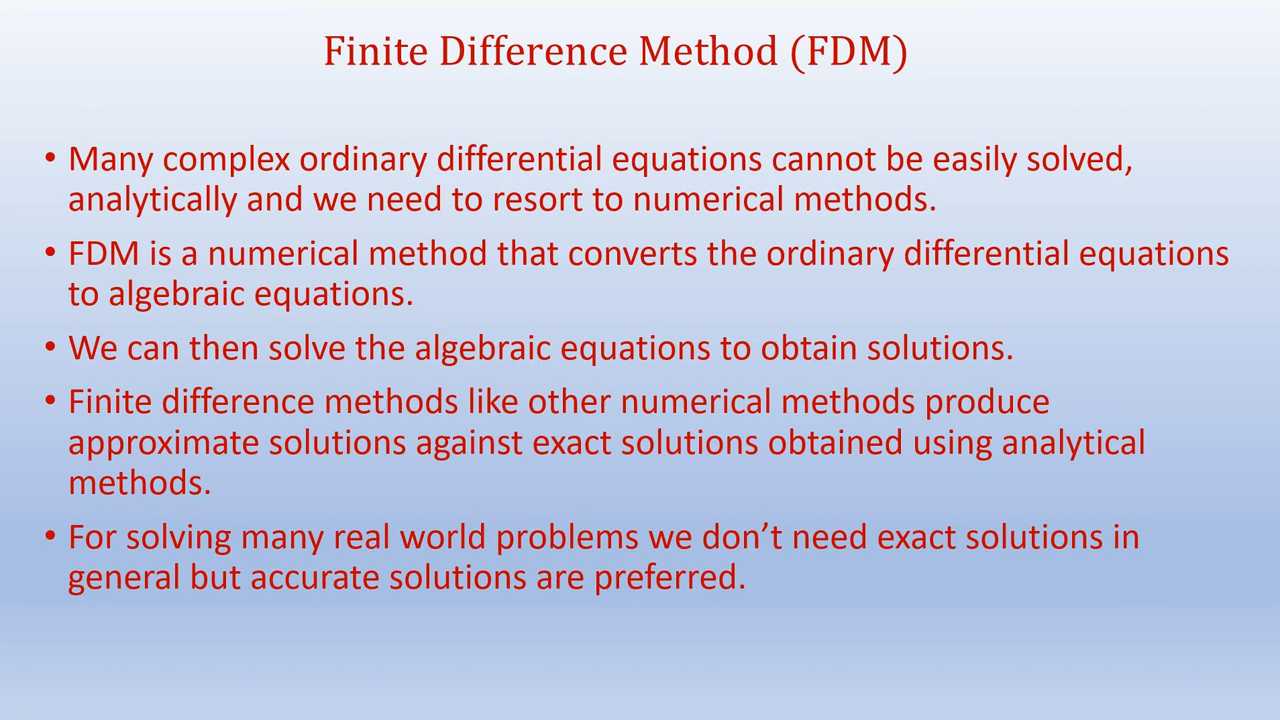 Finite Difference Method (FDM)
• Many complex ordinary differential equations cannot be easily solved,
analytically and we need to resort to numerical methods.
• FDM is a numerical method that converts the ordinary differential equations
to algebraic equations.
• We can then solve the algebraic equations to obtain solutions.
• Finite difference methods like other numerical methods produce
approximate solutions against exact solutions obtained using analytical
methods.
• For solving many real world problems we don’t need exact solutions in
general but accurate solutions are preferred.